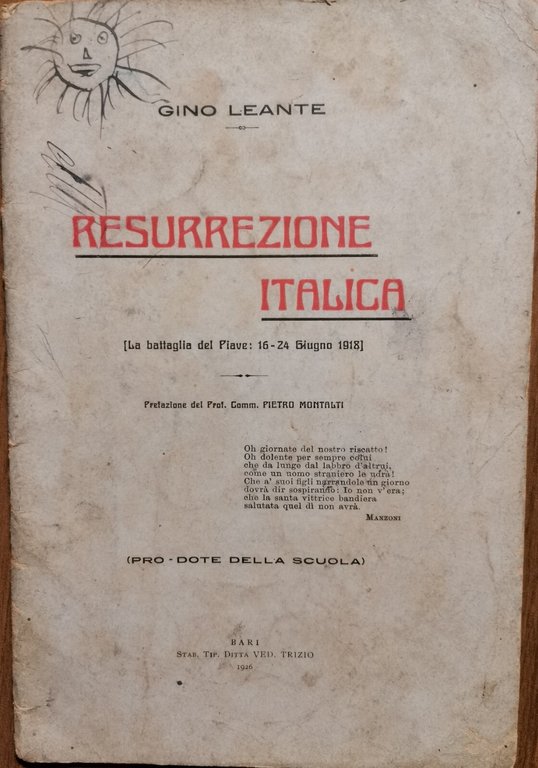 GINO LEANTE
RESURREZIONE
ITALICA
[La battaglia del Piave: 16-24 Giugno 1918]
Prefazione del Prof. Comm. PIETRO MONTALTI
Oh giornate del nostro riscatto!
Oh dolente per sempre colui
che da lunge dal labbro d'altrui,
come un uomo straniero le udrà!
Che a' suoi figli narrandole un giorno
dovrà dir sospirando: Io non v'era;
che la santa vittrice bandiera
salutata quel dì non avrà.
MANZONI
(PRO-DOTE DELLA SCUOLA)
BARI
STAB. TIP. DITTA VED. TRIZIO
1926